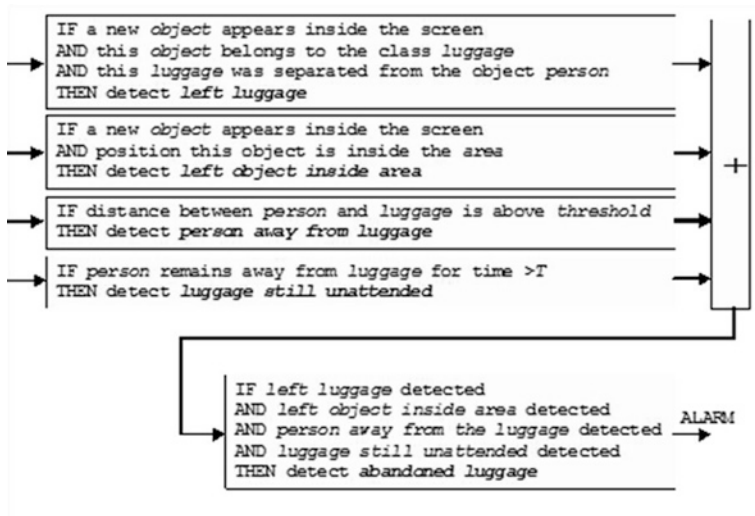 IF a new object appears inside the screen
AND this object belongs to the class luggage
AND this luggage was separated from the object person
THEN detect left luggage
IF a new object appears inside the screen
AND position this object is inside the area
THEN detect left object inside area
+
IF distance between person and luggage is above threshold
THEN detect person away from luggage
IF person remains away from luggage for time >T
THEN detect luggage still unattended
IF left luggage detected
AND left object inside area detected
AND person away from the luggage detected
AND luggage still unattended detected
THEN detect abandoned luggage
ALARM